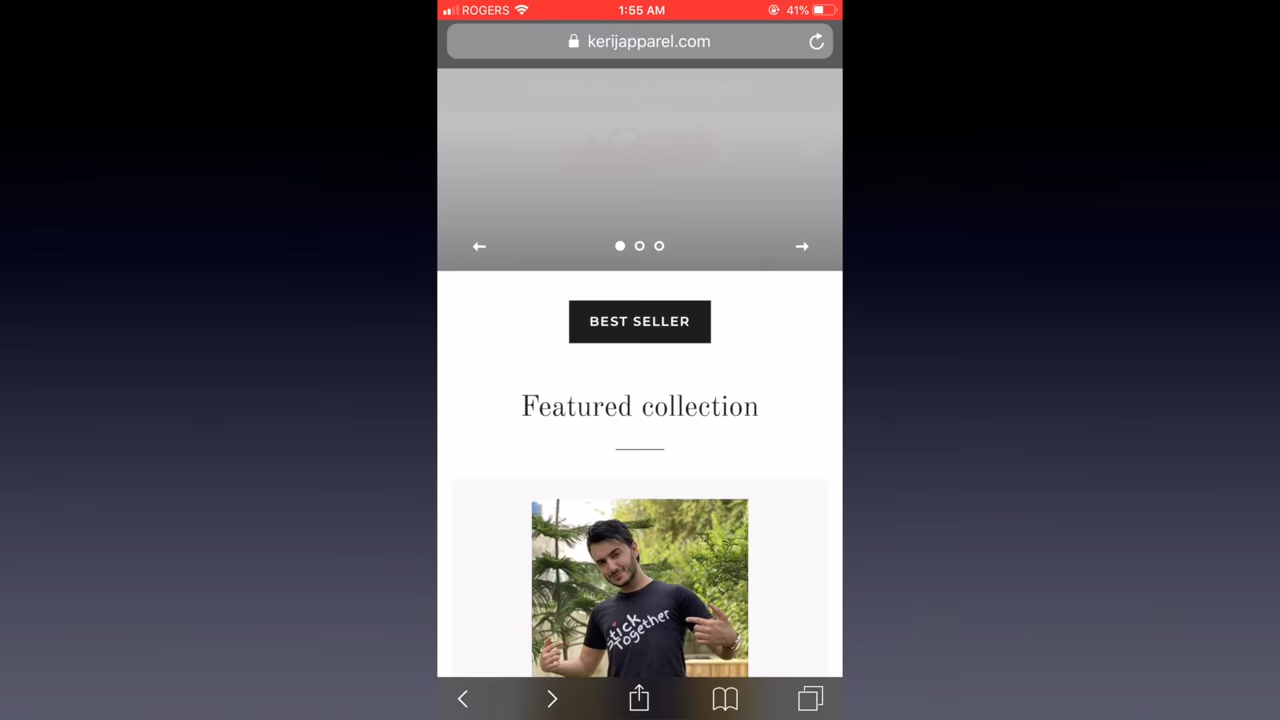 ROGERS 1:55 AM 41%
kerijapparel.com
BEST SELLER
Featured collection
Stick
Together